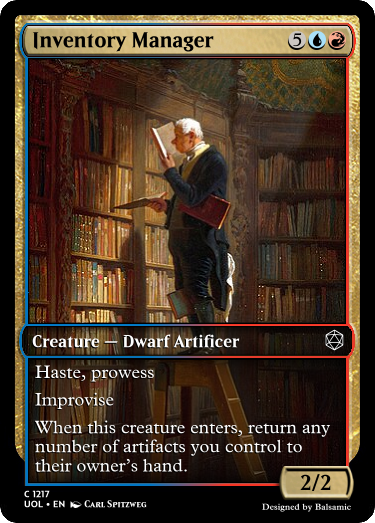 Inventory Manager 5
Creature — Dwarf Artificer
Haste, prowess
Improvise
When this creature enters, return any
number of artifacts you control to
their owner's hand.
2/2
C 1217
UOL • EN Carl Spitzweg
Designed by Balsamic